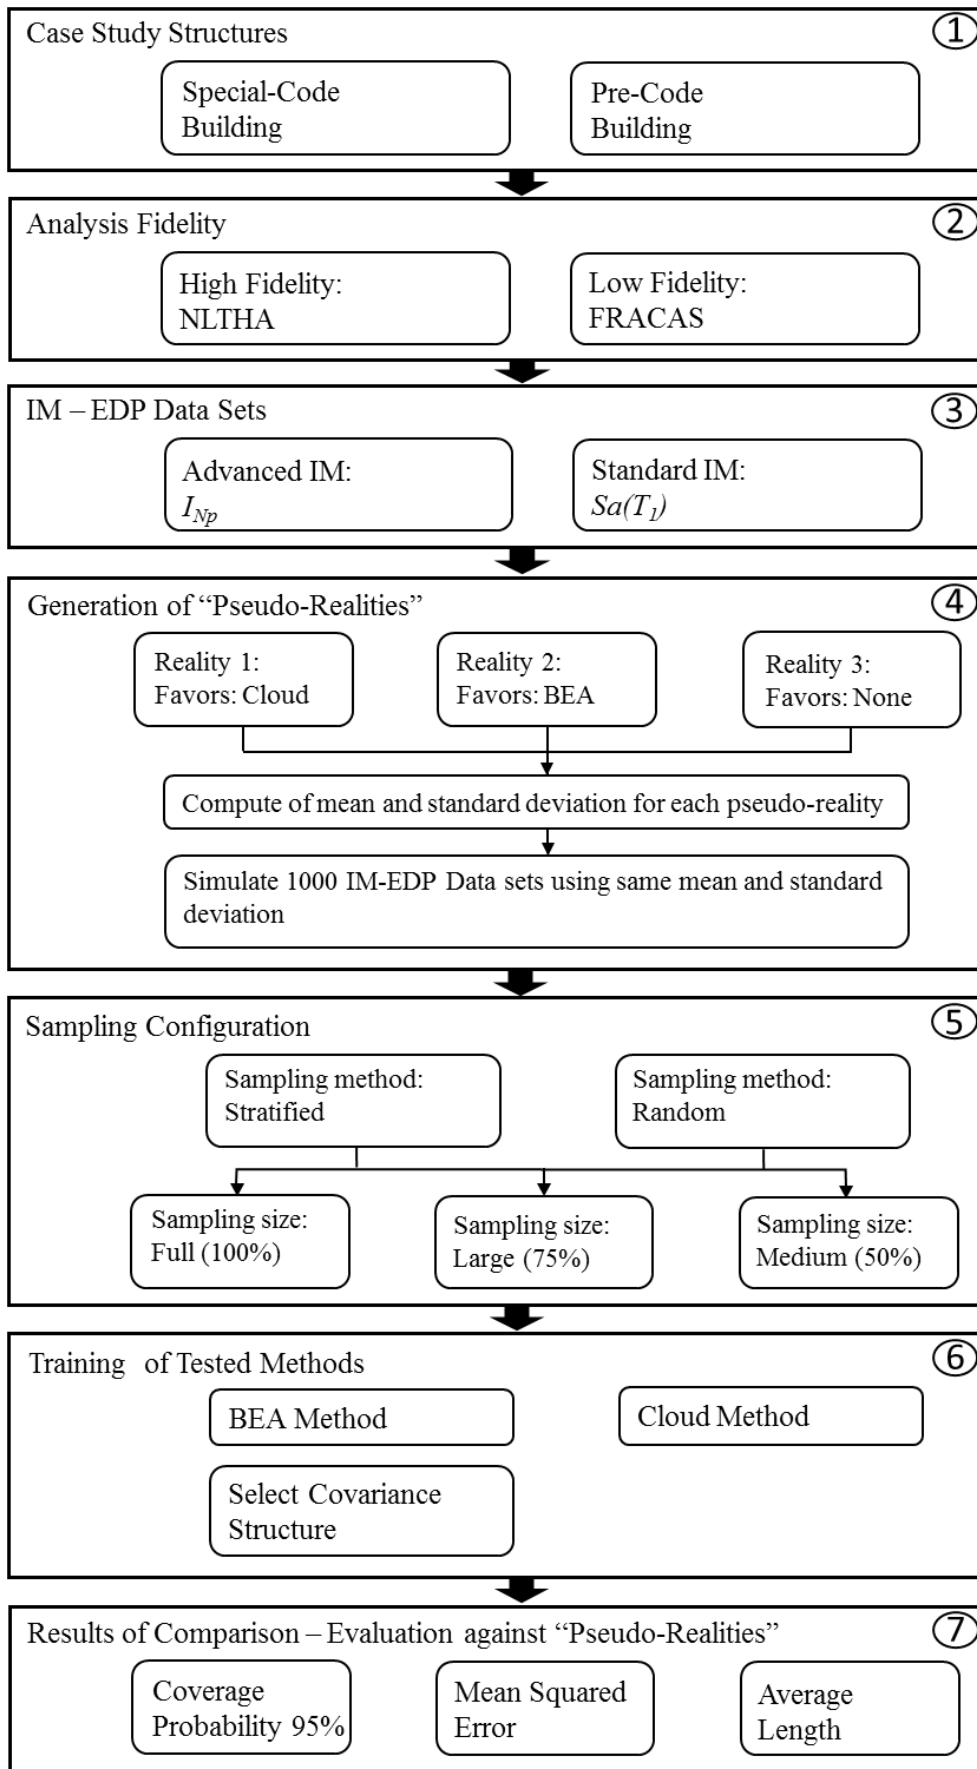 Case Study Structures
①
Special-Code
Building
Pre-Code
Building
Analysis Fidelity
②
High Fidelity:
NLTHA
Low Fidelity:
FRACAS
IM – EDP Data Sets
③
Advanced IM:
I_Np
Standard IM:
Sa(T_1)
Generation of “Pseudo-Realities”
④
Reality 1:
Favors: Cloud
Reality 2:
Favors: BEA
Reality 3:
Favors: None
Compute of mean and standard deviation for each pseudo-reality
Simulate 1000 IM-EDP Data sets using same mean and standard
deviation
Sampling Configuration
⑤
Sampling method:
Stratified
Sampling method:
Random
Sampling size:
Full (100%)
Sampling size:
Large (75%)
Sampling size:
Medium (50%)
Training of Tested Methods
⑥
BEA Method
Cloud Method
Select Covariance
Structure
Results of Comparison – Evaluation against “Pseudo-Realities”
⑦
Coverage
Probability 95%
Mean Squared
Error
Average
Length